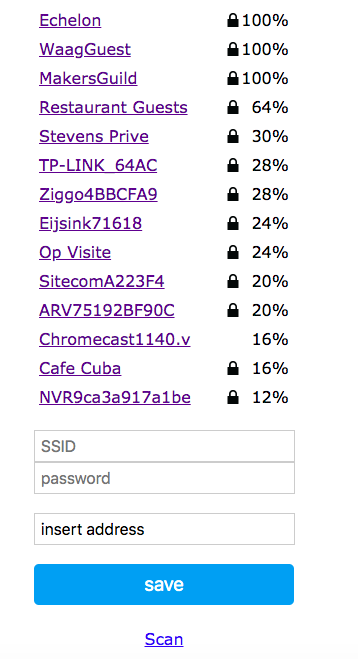 Echelon 100%
WaagGuest 100%
MakersGuild 100%
Restaurant Guests 64%
Stevens Prive 30%
TP-LINK_64AC 28%
Ziggo4BBCFA9 28%
Eijsink71618 24%
Op Visite 24%
SitecomA223F4 20%
ARV75192BF90C 20%
Chromecast1140.v 16%
Cafe Cuba 16%
NVR9ca3a917a1be 12%
SSID
password
insert address
save
Scan